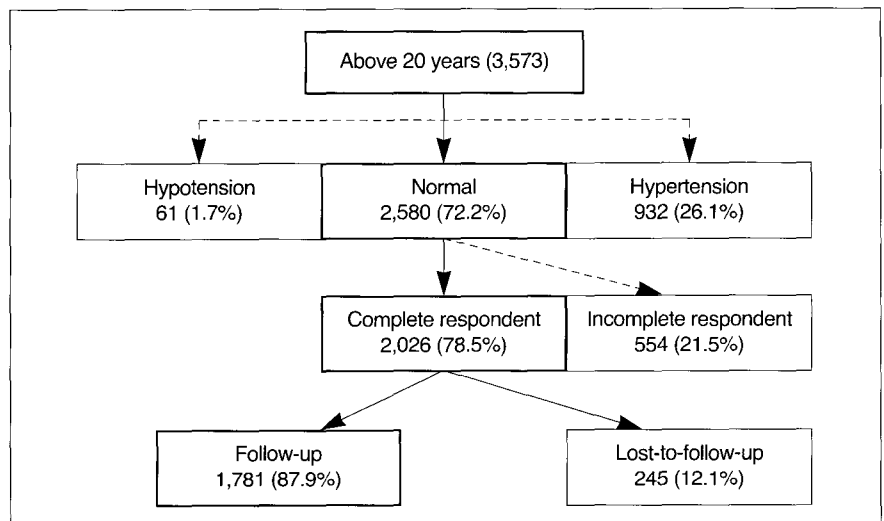 Above 20 years (3,573)
Hypotension
61 (1.7%)
Normal
2,580 (72.2%)
Hypertension
932 (26.1%)
Complete respondent
2,026 (78.5%)
Incomplete respondent
554 (21.5%)
Follow-up
1,781 (87.9%)
Lost-to-follow-up
245 (12.1%)